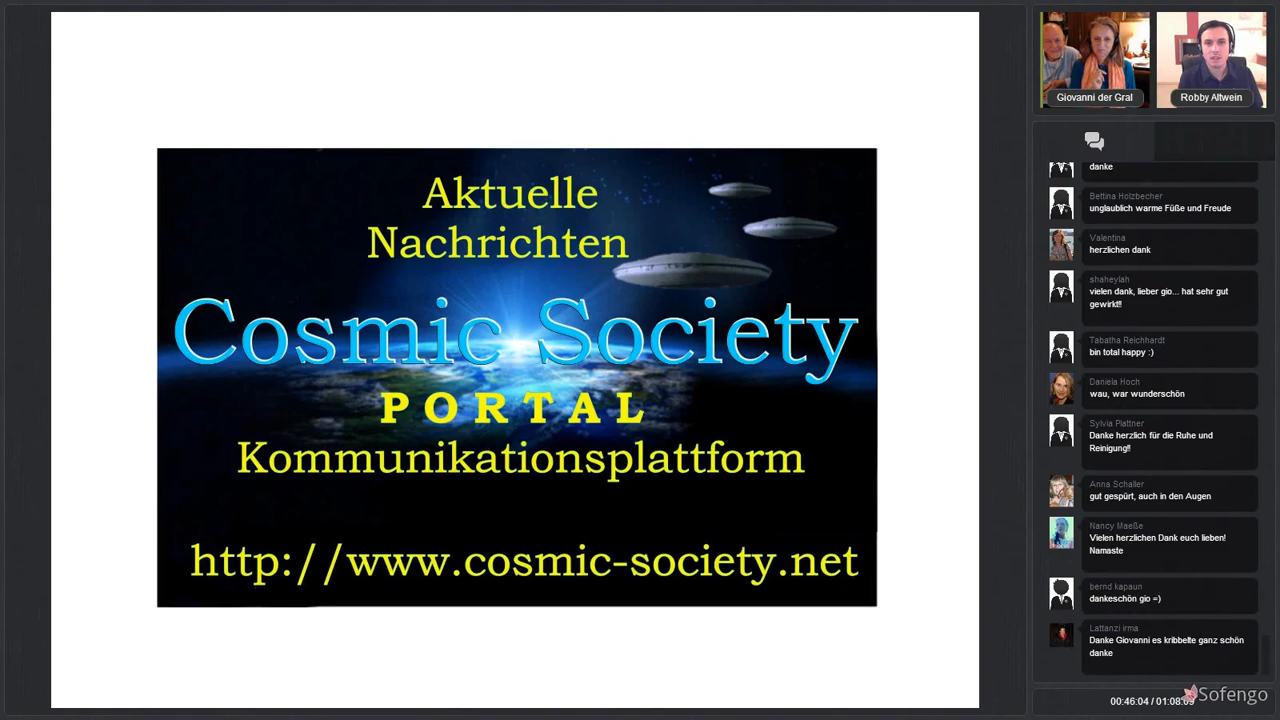 Aktuelle
Nachrichten
Cosmic Society
PORTAL
Kommunikationsplattform
http://www.cosmic-society.net
Giovanni der Gral
Robby Altwein
danke
Bettina Holzbecher
unglaublich warme Füße und Freude
Valentina
herzlichen dank
shaheylah
vielen dank, lieber gio... hat sehr gut
gewirkt!!
Tabatha Reichhardt
bin total happy :)
Daniela Hoch
wau, war wunderschön
Sylvia Plattner
Danke herzlich für die Ruhe und
Reinigung!!
Anna Schaller
gut gespürt, auch in den Augen
Nancy Maeße
Vielen herzlichen Dank euch lieben!
Namaste
bernd kapaun
dankeschön gio =)
Lattanzi irma
Danke Giovanni es kribbelte ganz schön
danke
Sofengo
00:46:04 /